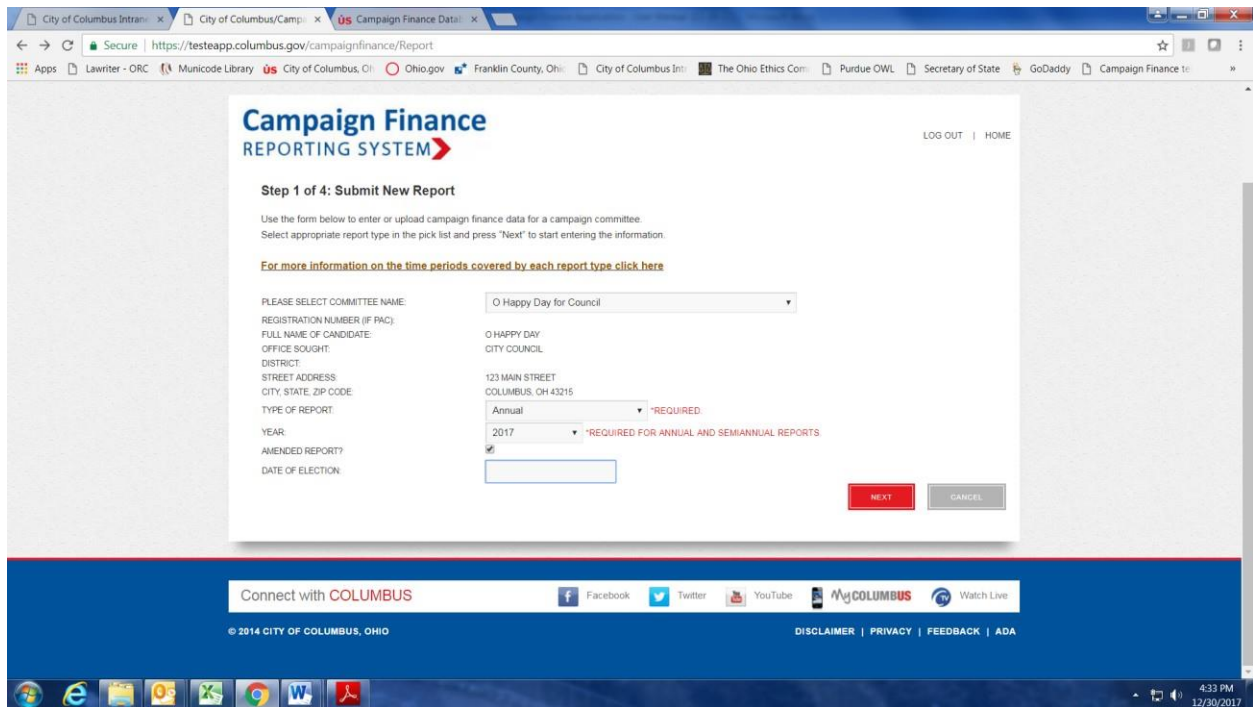 City of Columbus Intrane
City of Columbus/Campa
ús Campaign Finance Datab
Secure | https://testeapp.columbus.gov/campaignfinance/Report
Apps Lawriter - ORC Municode Library ús City of Columbus, Oh Ohio.gov Franklin County, Ohi City of Columbus Int The Ohio Ethics Com Purdue OWL Secretary of State GoDaddy Campaign Finance te »
Campaign Finance
REPORTING SYSTEM
LOG OUT | HOME
Step 1 of 4: Submit New Report
Use the form below to enter or upload campaign finance data for a campaign committee.
Select appropriate report type in the pick list and press "Next" to start entering the information.
For more information on the time periods covered by each report type click here
PLEASE SELECT COMMITTEE NAME: O Happy Day for Council
REGISTRATION NUMBER (IF PAC):
FULL NAME OF CANDIDATE: O HAPPY DAY
OFFICE SOUGHT: CITY COUNCIL
DISTRICT:
STREET ADDRESS: 123 MAIN STREET
CITY, STATE, ZIP CODE: COLUMBUS, OH 43215
TYPE OF REPORT: Annual *REQUIRED.
YEAR: 2017 *REQUIRED FOR ANNUAL AND SEMIANNUAL REPORTS.
AMENDED REPORT?
DATE OF ELECTION:
NEXT CANCEL
Connect with COLUMBUS Facebook Twitter YouTube MyCOLUMBUS Watch Live
© 2014 CITY OF COLUMBUS, OHIO DISCLAIMER | PRIVACY | FEEDBACK | ADA
4:33 PM
12/30/2017